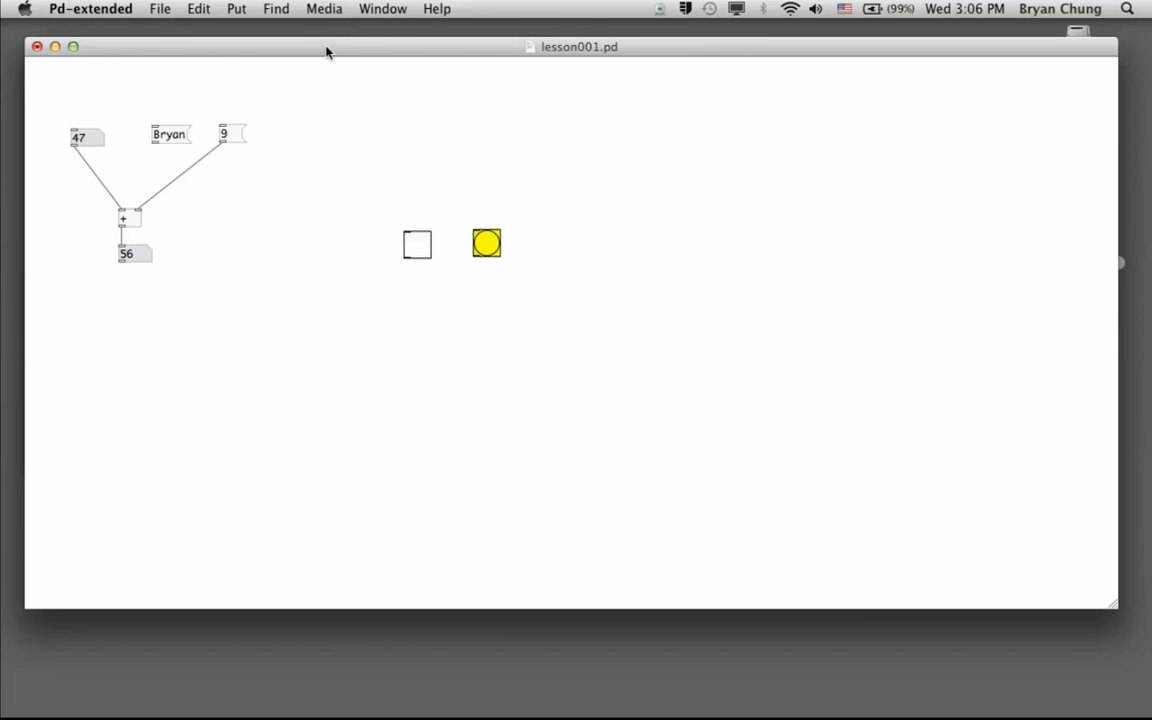 Pd-extended File Edit Put Find Media Window Help (99%) Wed 3:06 PM Bryan Chung
lesson001.pd
47 Bryan 9
+
56